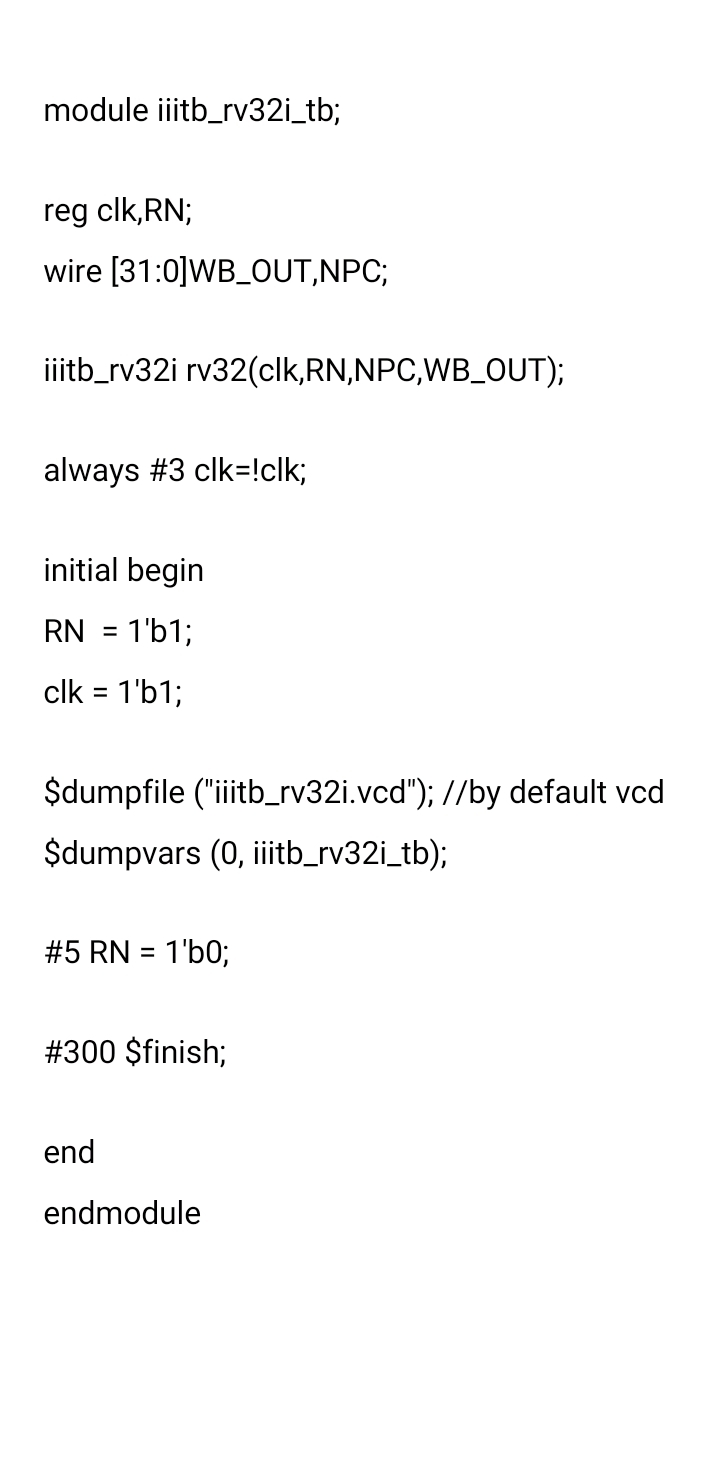 module iiitb_rv32i_tb;
reg clk,RN;
wire [31:0]WB_OUT,NPC;
iiitb_rv32i rv32(clk,RN,NPC,WB_OUT);
always #3 clk=!clk;
initial begin
RN  = 1'b1;
clk = 1'b1;
$dumpfile ("iiitb_rv32i.vcd"); //by default vcd
$dumpvars (0, iiitb_rv32i_tb);
#5 RN = 1'b0;
#300 $finish;
end
endmodule